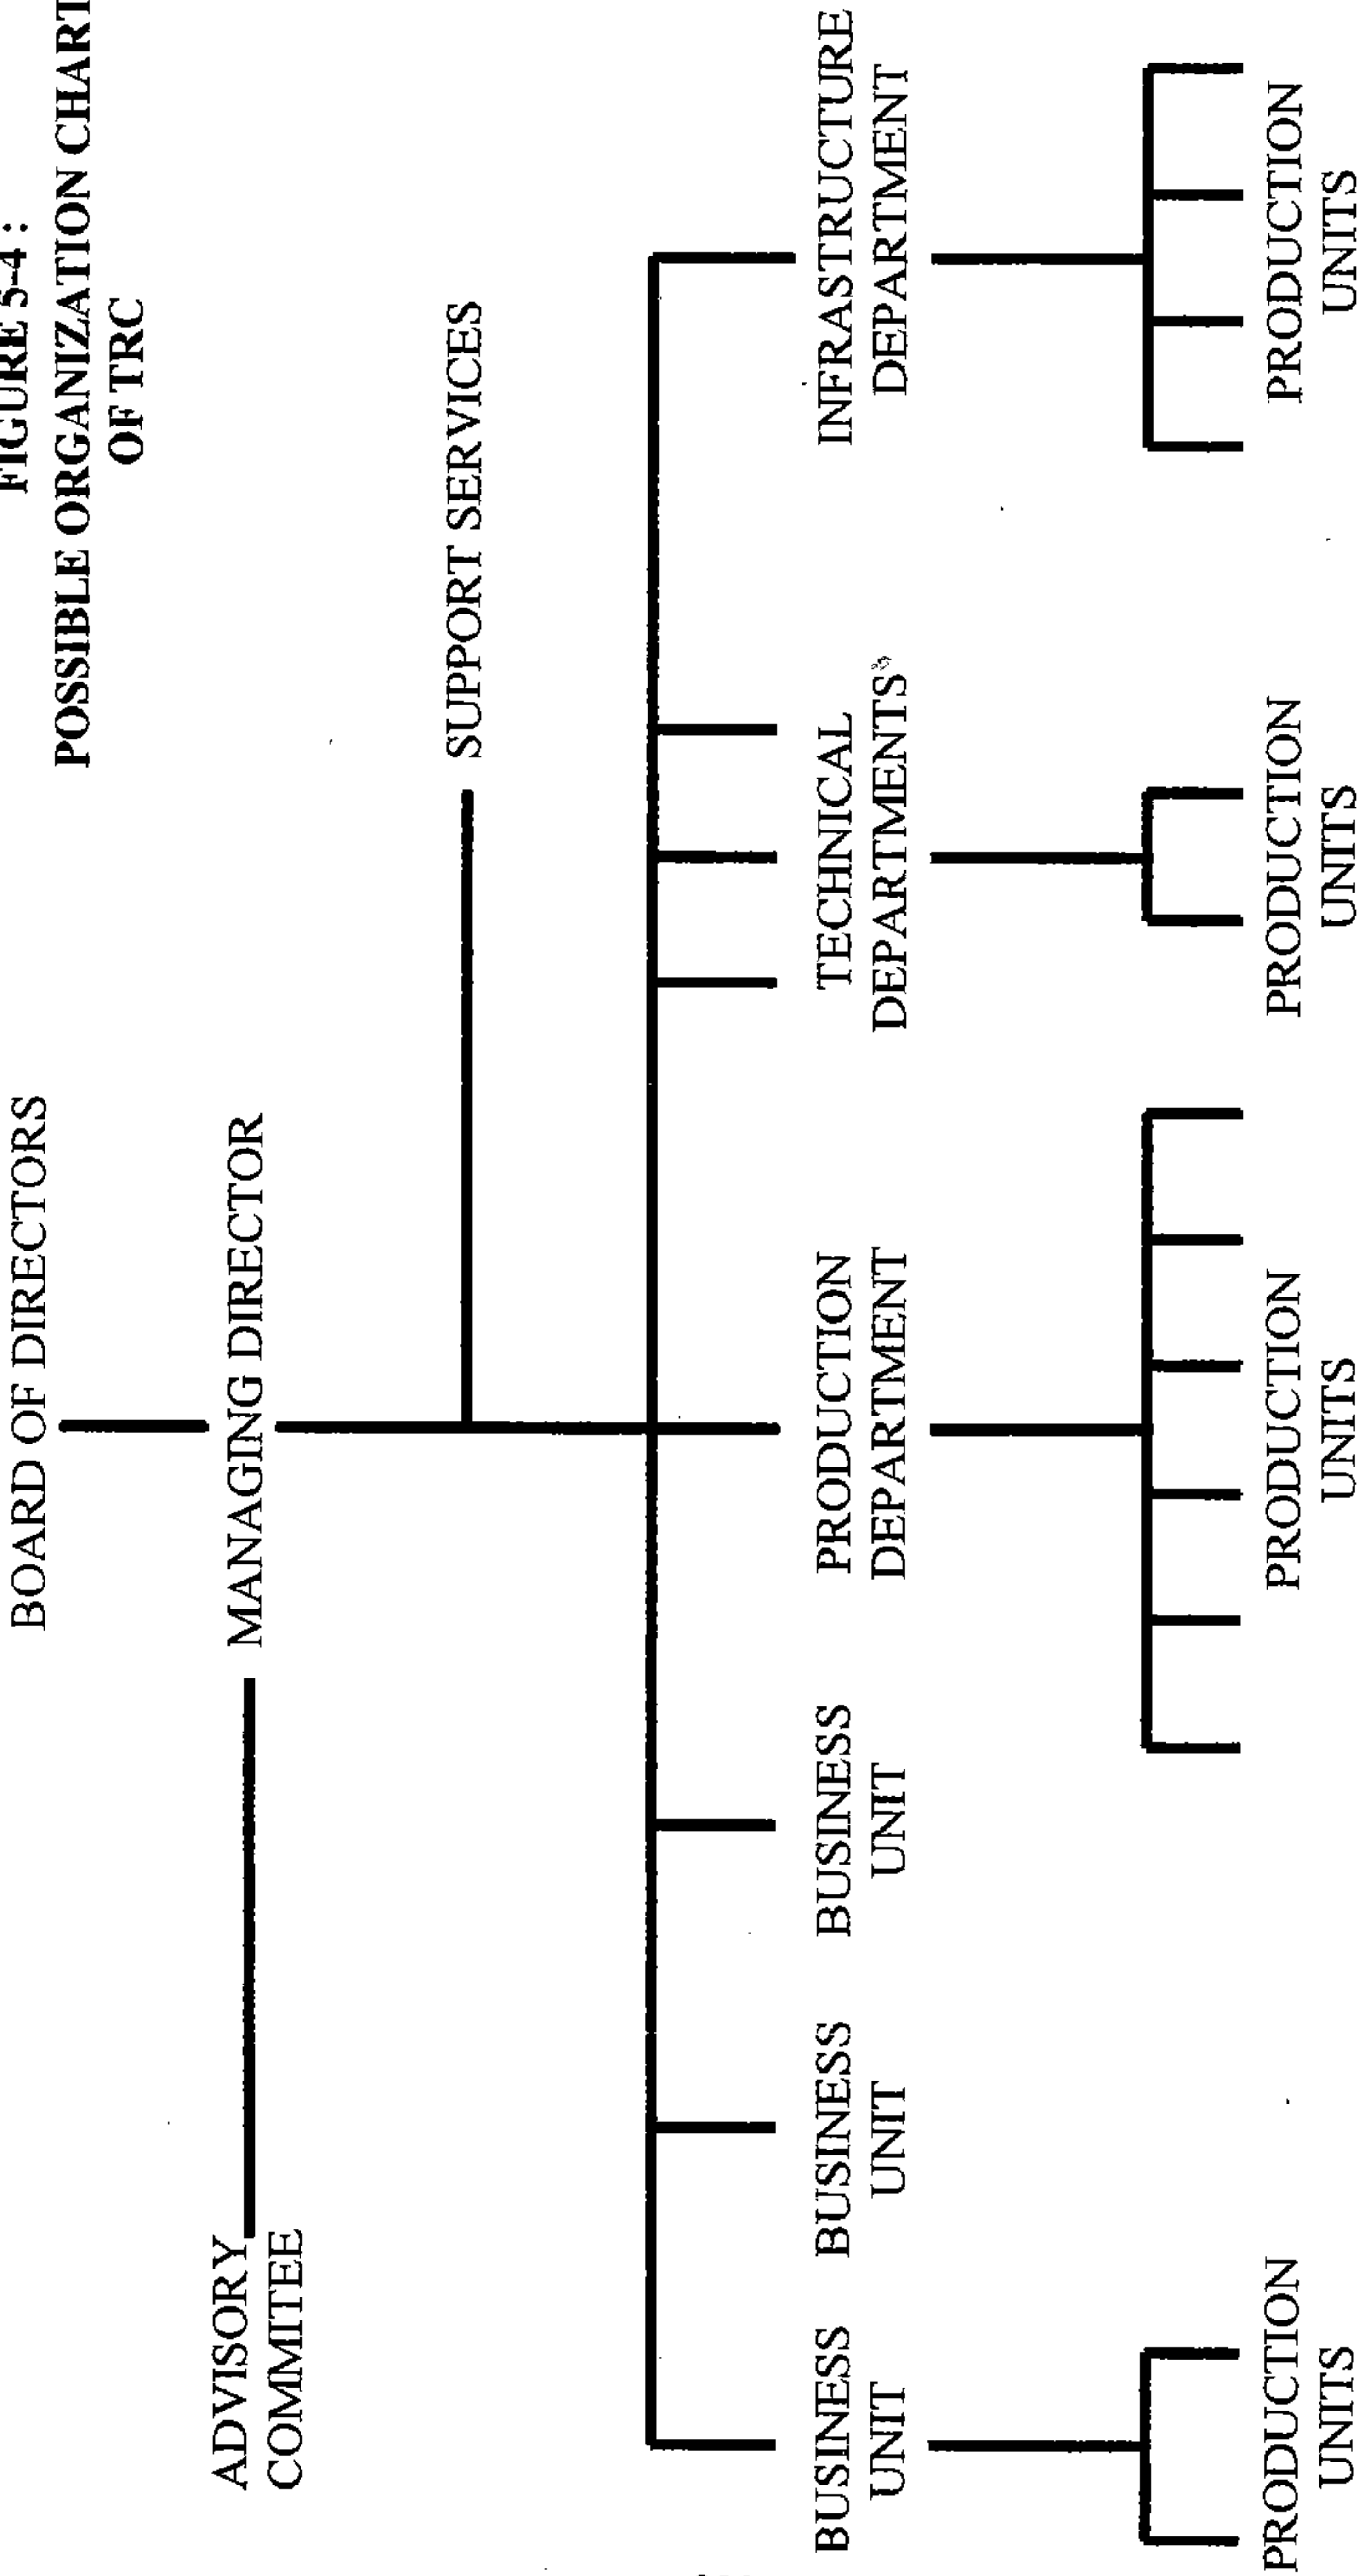 FIGURE 5-4 :
POSSIBLE ORGANIZATION CHART
OF TRC
BOARD OF DIRECTORS
MANAGING DIRECTOR
ADVISORY
COMMITEE
SUPPORT SERVICES
BUSINESS
UNIT
BUSINESS
UNIT
BUSINESS
UNIT
PRODUCTION
DEPARTMENT
TECHNICAL
DEPARTMENTS
INFRASTRUCTURE
DEPARTMENT
PRODUCTION
UNITS
PRODUCTION
UNITS
PRODUCTION
UNITS
PRODUCTION
UNITS